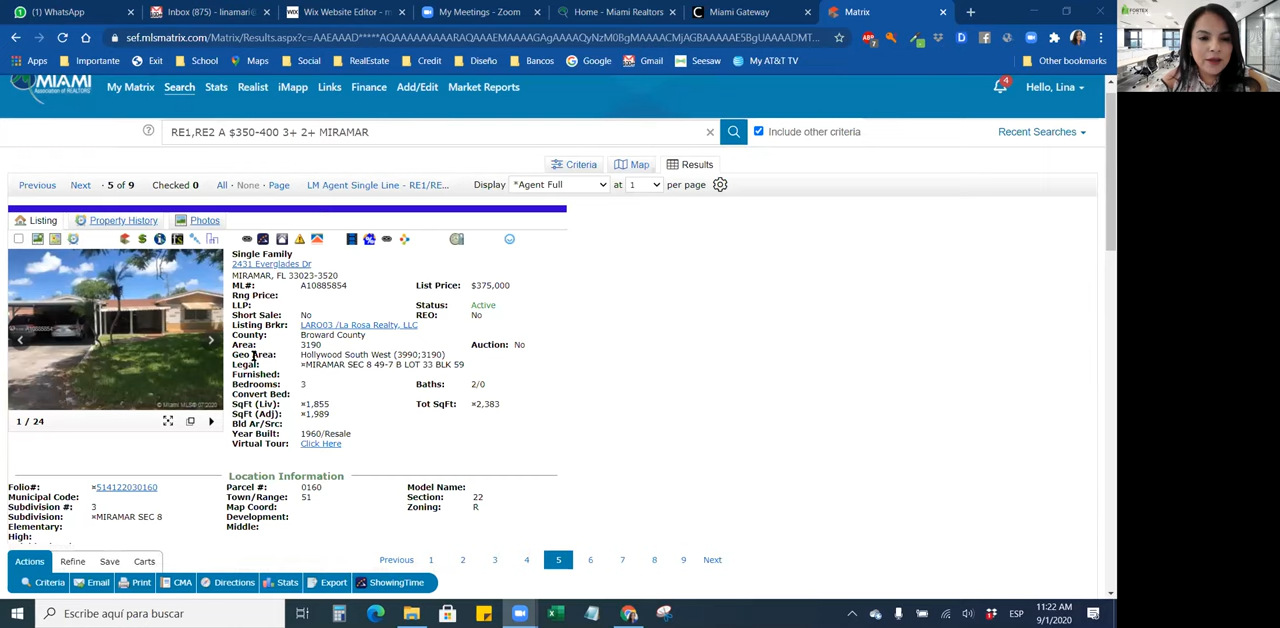 (1) WhatsApp
Inbox (875) - linamari@
Wix Website Editor - m
My Meetings - Zoom
Home - Miami Realtors
Miami Gateway
Matrix
FORTEX
sef.mlsmatrix.com/Matrix/Results.aspx?c=AAEAAAD*****AQAAAAAAAAARAQAAAEMAAAAGAgAAAAQyNzM0BgMAAAACMjAGBAAAAAE5BgUAAAADMT...
Apps Importante Exit School Maps Social RealEstate Credit Diseño Bancos Google Gmail Seesaw My AT&T TV Other bookmarks
MIAMI
Association of REALTORS
My Matrix Search Stats Realist iMapp Links Finance Add/Edit Market Reports 4 Hello, Lina
RE1,RE2 A $350-400 3+ 2+ MIRAMAR
Include other criteria
Recent Searches
Criteria Map Results
Previous Next · 5 of 9 Checked 0 All · None · Page LM Agent Single Line - RE1/RE... Display *Agent Full at 1 per page
Listing Property History Photos
Single Family
2431 Everglades Dr
MIRAMAR, FL 33023-3520
ML#: A10885854 List Price: $375,000
Rng Price:
LLP: Status: Active
Short Sale: No REO: No
Listing Brkr: LARO03 /La Rosa Realty, LLC
County: Broward County
Area: 3190 Auction: No
Geo Area: Hollywood South West (3990;3190)
Legal: ¤MIRAMAR SEC 8 49-7 B LOT 33 BLK 59
Furnished:
Bedrooms: 3 Baths: 2/0
Convert Bed:
SqFt (Liv) ¤1,855 Tot SqFt: ¤2,383
SqFt (Adj) ¤1,989
Bld Ar/Src:
Year Built: 1960/Resale
Virtual Tour: Click Here
© Miami MLS
1 / 24
Location Information
Folio#: ¤514122030160 Parcel #: 0160 Model Name:
Municipal Code: Town/Range: 51 Section: 22
Subdivision #: 3 Map Coord: Zoning: R
Subdivision: ¤MIRAMAR SEC 8 Development:
Elementary: Middle:
High:
Actions Refine Save Carts
Previous 1 2 3 4 5 6 7 8 9 Next
Criteria Email Print CMA Directions Stats Export ShowingTime
Escribe aquí para buscar
ESP
11:22 AM
9/1/2020